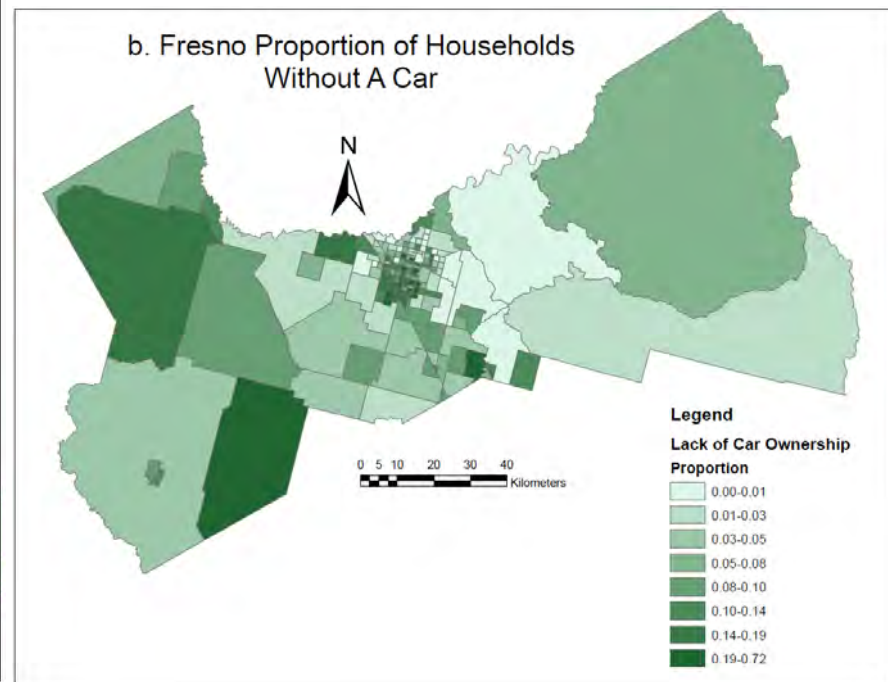 b. Fresno Proportion of Households
Without A Car
N
0 5 10 20 30 40
Kilometers
Legend
Lack of Car Ownership
Proportion
0.00-0.01
0.01-0.03
0.03-0.05
0.05-0.08
0.08-0.10
0.10-0.14
0.14-0.19
0.19-0.72